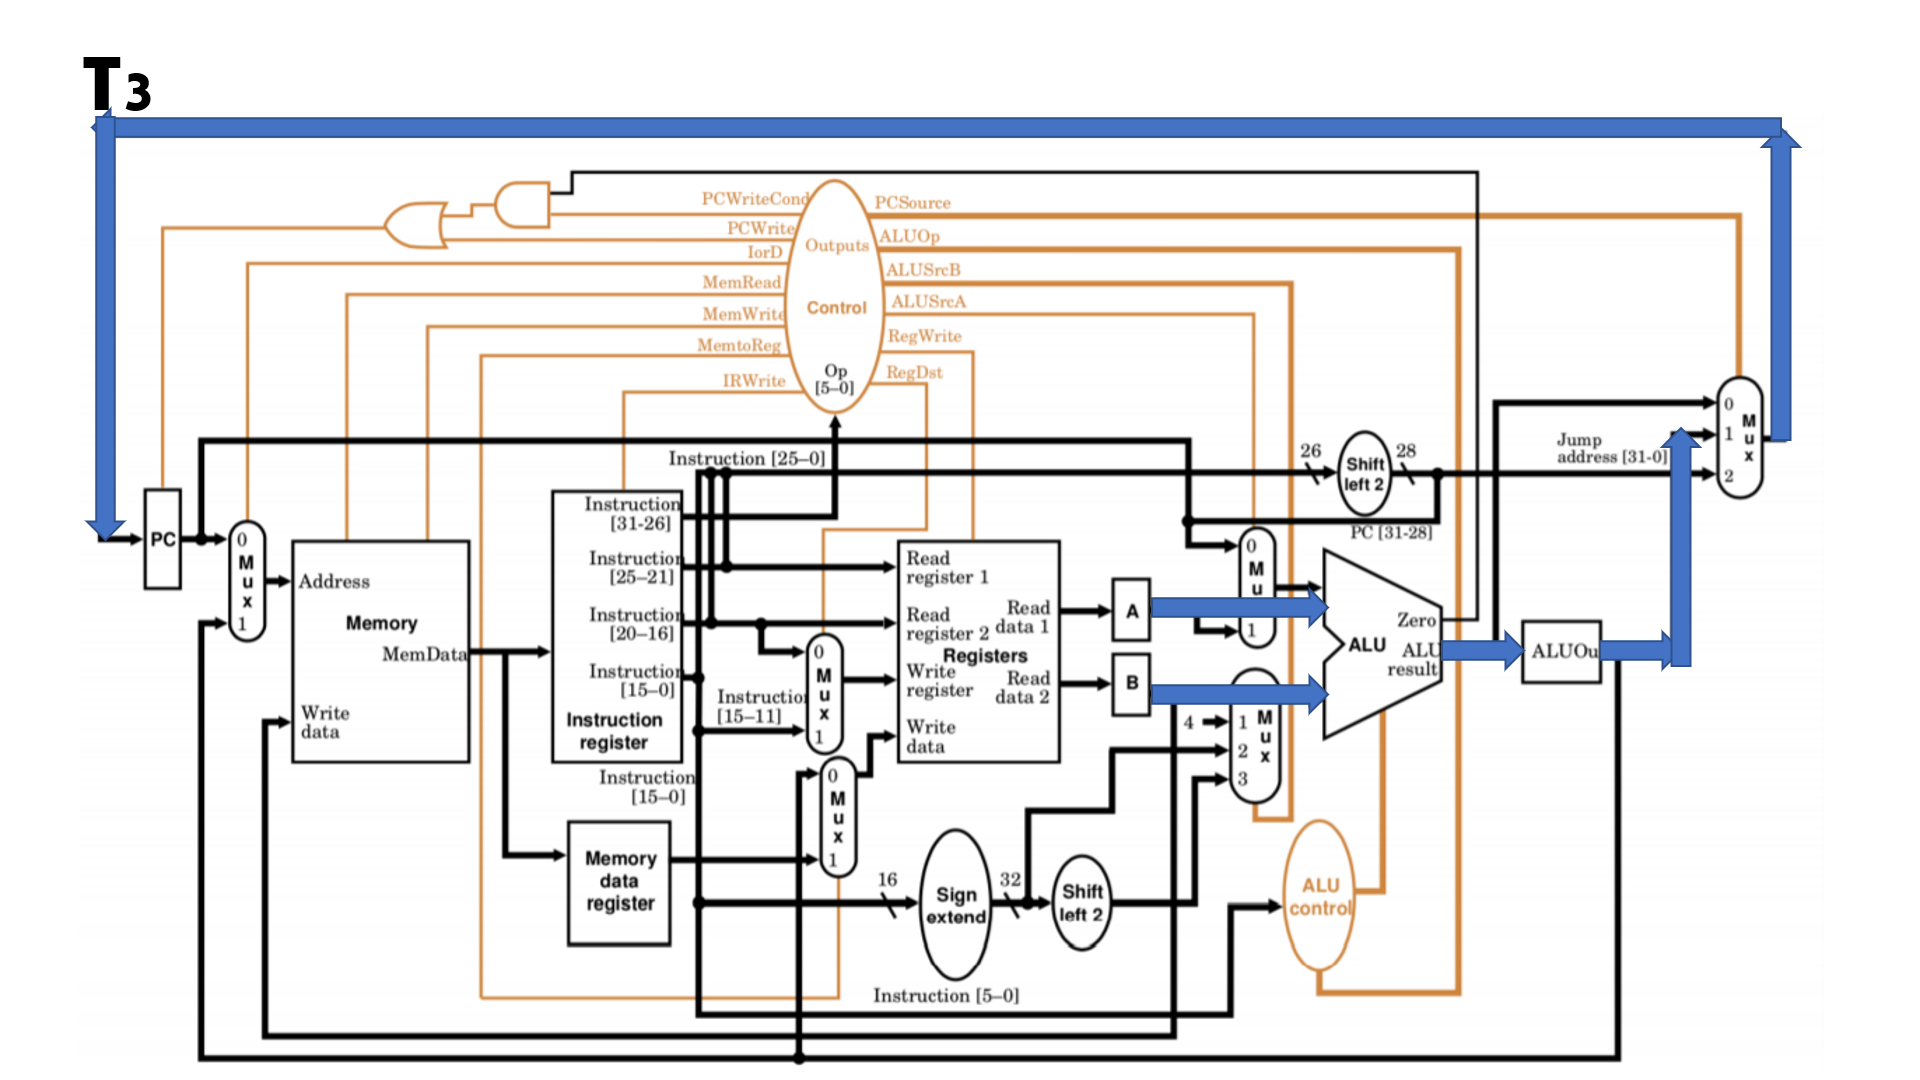 T3
PCWriteCond
PCWrite
IorD
MemRead
MemWrite
MemtoReg
IRWrite
Outputs
Control
Op
[5–0]
PCSource
ALUOp
ALUSrcB
ALUSrcA
RegWrite
RegDst
PC
0
M
u
x
1
Address
Memory
MemData
Write
data
Instruction [25–0]
Instruction
[31-26]
Instruction
[25–21]
Instruction
[20–16]
Instruction
[15–0]
Instruction
register
Instruction
[15–0]
Memory
data
register
Instruction
[15–11]
0
M
u
x
1
0
M
u
x
1
Read
register 1
Read
register 2
Write
register
Write
data
Read
data 1
Registers
Read
data 2
16
Sign
extend
32
Shift
left 2
Instruction [5–0]
A
B
0
M
u
1
4
1
M
u
x
2
3
26
Shift
left 2
28
PC [31-28]
Jump
address [31-0]
Zero
ALU
ALU
result
ALUOu
ALU
control
0
M
1
u
x
2